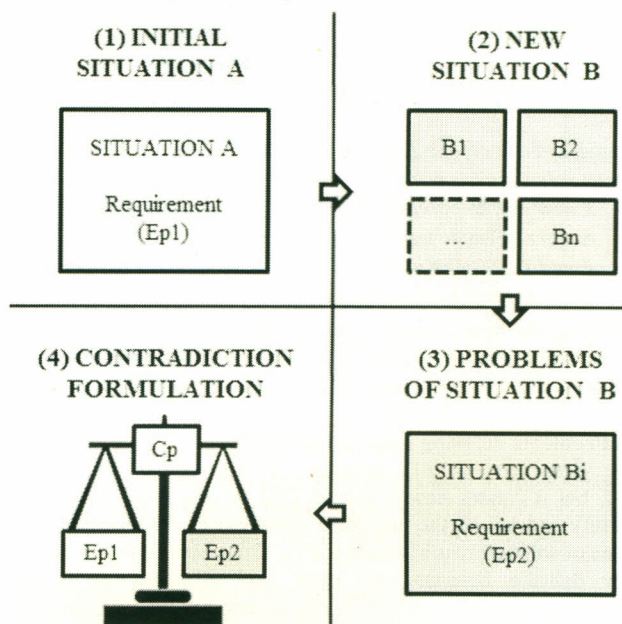 (1) INITIAL
SITUATION A
SITUATION A
Requirement
(Ep1)
(2) NEW
SITUATION B
B1
B2
...
Bn
(3) PROBLEMS
OF SITUATION B
SITUATION Bi
Requirement
(Ep2)
(4) CONTRADICTION
FORMULATION
Cp
Ep1
Ep2